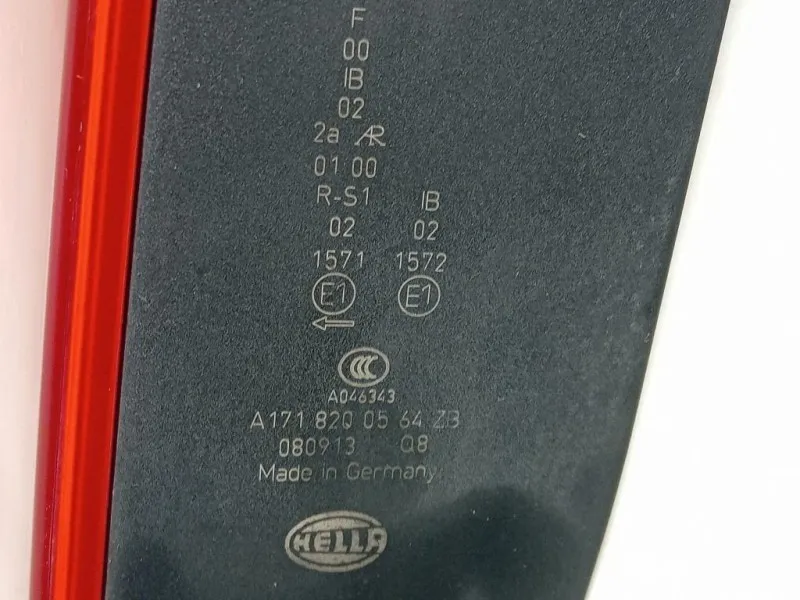 F
00
IB
02
2a AR
01 00
R-S1 IB
02 02
1571 1572
E1 E1
CCC
A046343
A171 820 05 64 ZB
080913 Q8
Made in Germany
HELLA